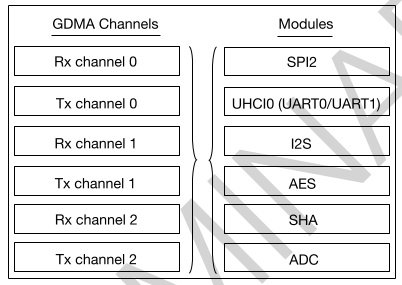 GDMA Channels Modules
Rx channel 0 SPI2
Tx channel 0 UHCI0 (UART0/UART1)
Rx channel 1 I2S
Tx channel 1 AES
Rx channel 2 SHA
Tx channel 2 ADC